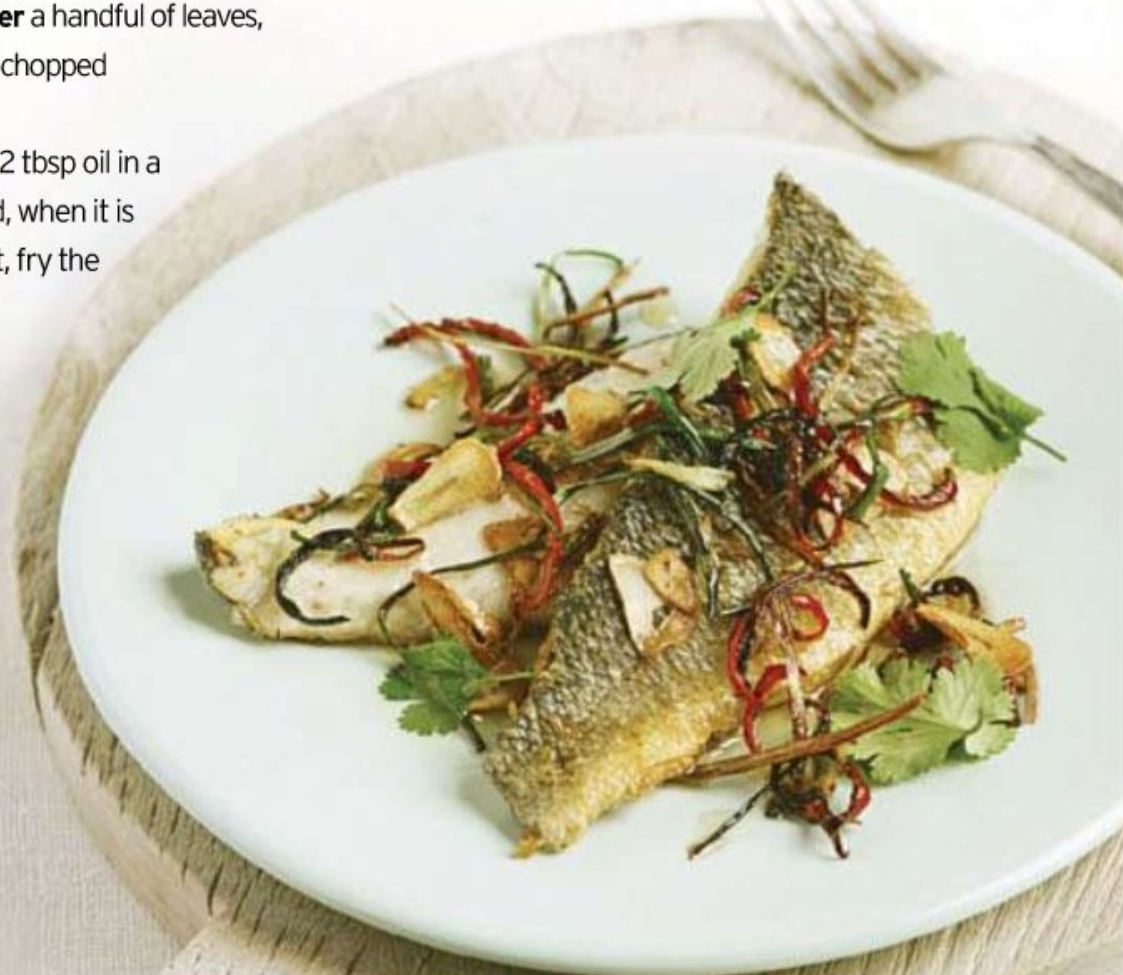 er a handful of leaves,
chopped
2 tbsp oil in a
d, when it is
t, fry the